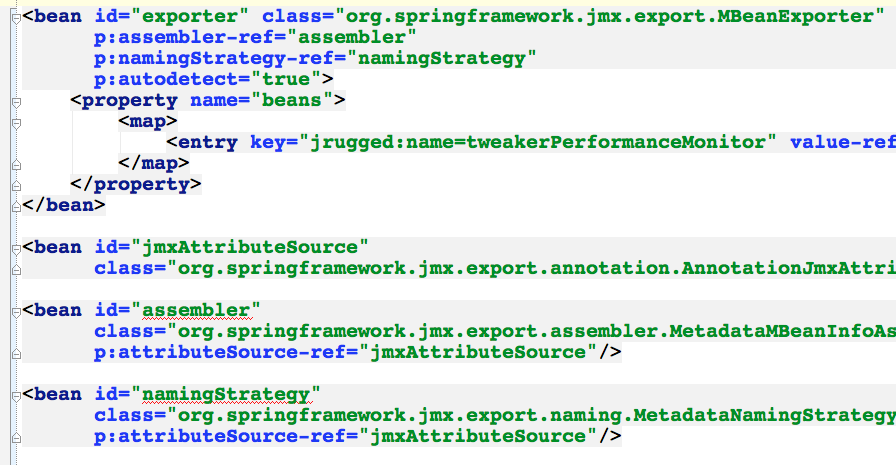 <bean id="exporter" class="org.springframework.jmx.export.MBeanExporter"
p:assembler-ref="assembler"
p:namingStrategy-ref="namingStrategy"
p:autodetect="true">
<property name="beans">
<map>
<entry key="jrugged:name=tweakerPerformanceMonitor" value-ref
</map>
</property>
</bean>
<bean id="jmxAttributeSource"
class="org.springframework.jmx.export.annotation.AnnotationJmxAttri
<bean id="assembler"
class="org.springframework.jmx.export.assembler.MetadataMBeanInfoAs
p:attributeSource-ref="jmxAttributeSource"/>
<bean id="namingStrategy"
class="org.springframework.jmx.export.naming.MetadataNamingStrategy
p:attributeSource-ref="jmxAttributeSource"/>